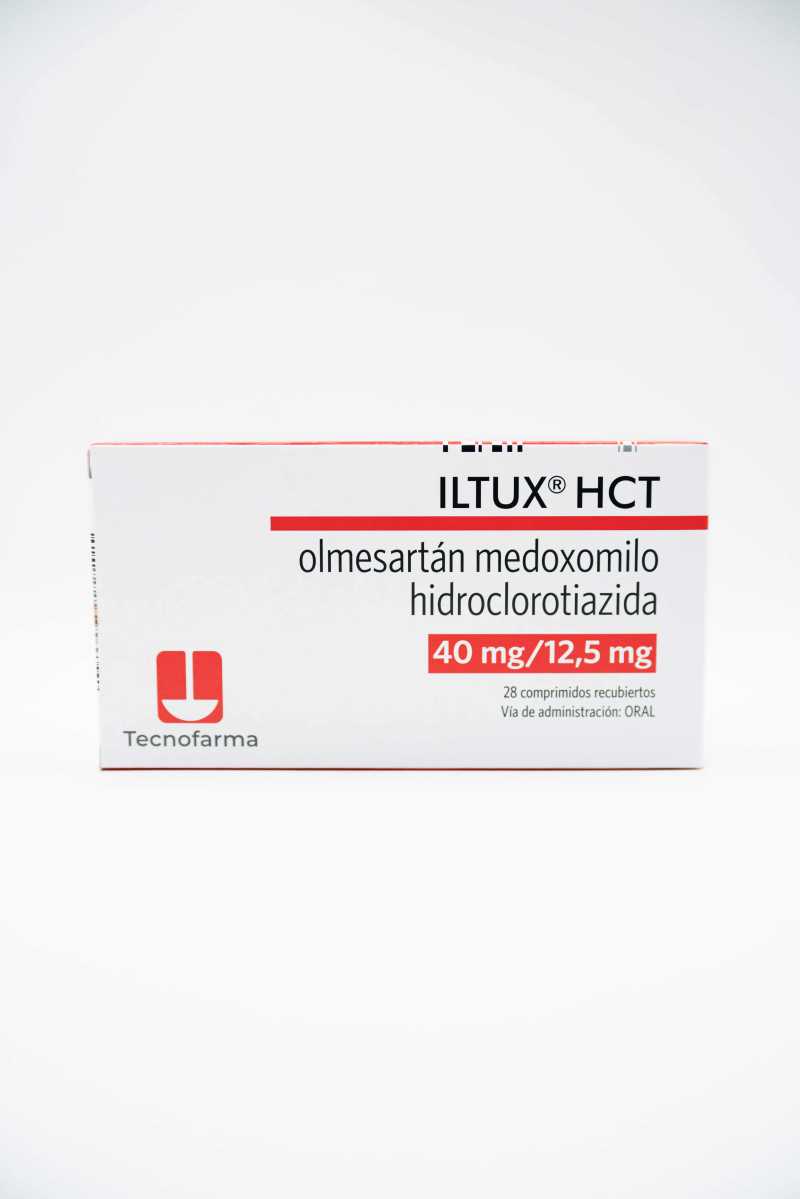 ILTUX® HCT
olmesartán medoxomilo
hidroclorotiazida
40 mg/12,5 mg
28 comprimidos recubiertos
Vía de administración: ORAL
Tecnofarma